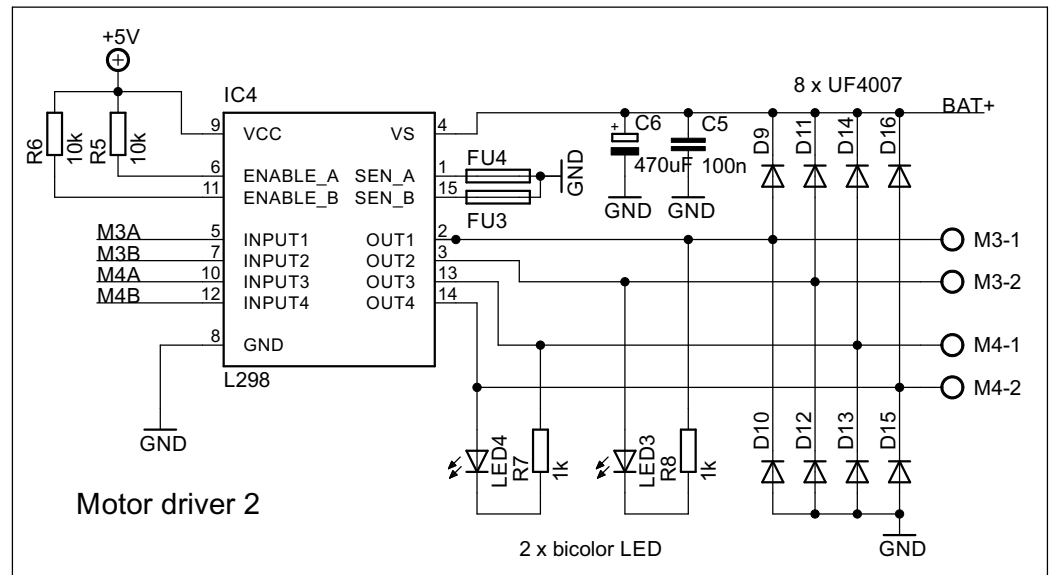 +5V
IC4
8 x UF4007
BAT+
R6
10k
R5
10k
9
VCC
VS
4
C6
+
470uF
C5
100n
D9
D11
D14
D16
6
ENABLE_A
SEN_A
1
FU4
GND
11
ENABLE_B
SEN_B
15
FU3
GND
GND
M3A
5
INPUT1
OUT1
2
M3-1
M3B
7
INPUT2
OUT2
3
M3-2
M4A
10
INPUT3
OUT3
13
M4B
12
INPUT4
OUT4
14
8
GND
M4-1
L298
M4-2
GND
LED4
R7
1k
LED3
R8
1k
D10
D12
D13
D15
Motor driver 2
2 x bicolor LED
GND